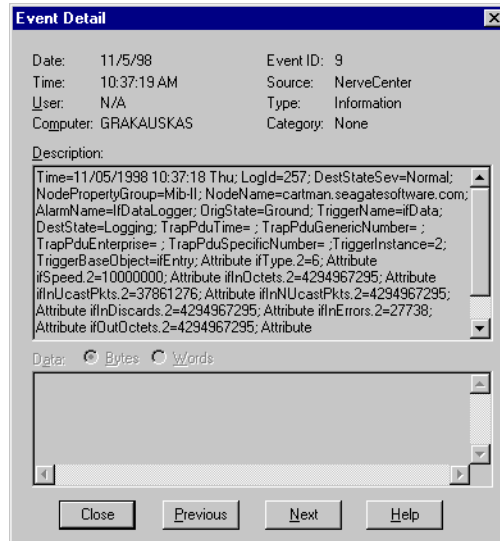 Event Detail
Date: 11/5/98 Event ID: 9
Time: 10:37:19 AM Source: NerveCenter
User: N/A Type: Information
Computer: GRAKAUSKAS Category: None
Description:
Time=11/05/1998 10:37:18 Thu; LogId=257; DestStateSev=Normal;
NodePropertyGroup=Mib-II; NodeName=cartman.seagatesoftware.com;
AlarmName=IfDataLogger; OrigState=Ground; TriggerName=ifData;
DestState=Logging; TrapPduTime= ; TrapPduGenericNumber= ;
TrapPduEnterprise= ; TrapPduSpecificNumber= ;TriggerInstance=2;
TriggerBaseObject=ifEntry; Attribute ifType.2=6; Attribute
ifSpeed.2=10000000; Attribute ifInOctets.2=4294967295; Attribute
ifInUcastPkts.2=37861276; Attribute ifInNUcastPkts.2=4294967295;
Attribute ifInDiscards.2=4294967295; Attribute ifInErrors.2=27738;
Attribute ifOutOctets.2=4294967295; Attribute
Data: Bytes Words
Close Previous Next Help